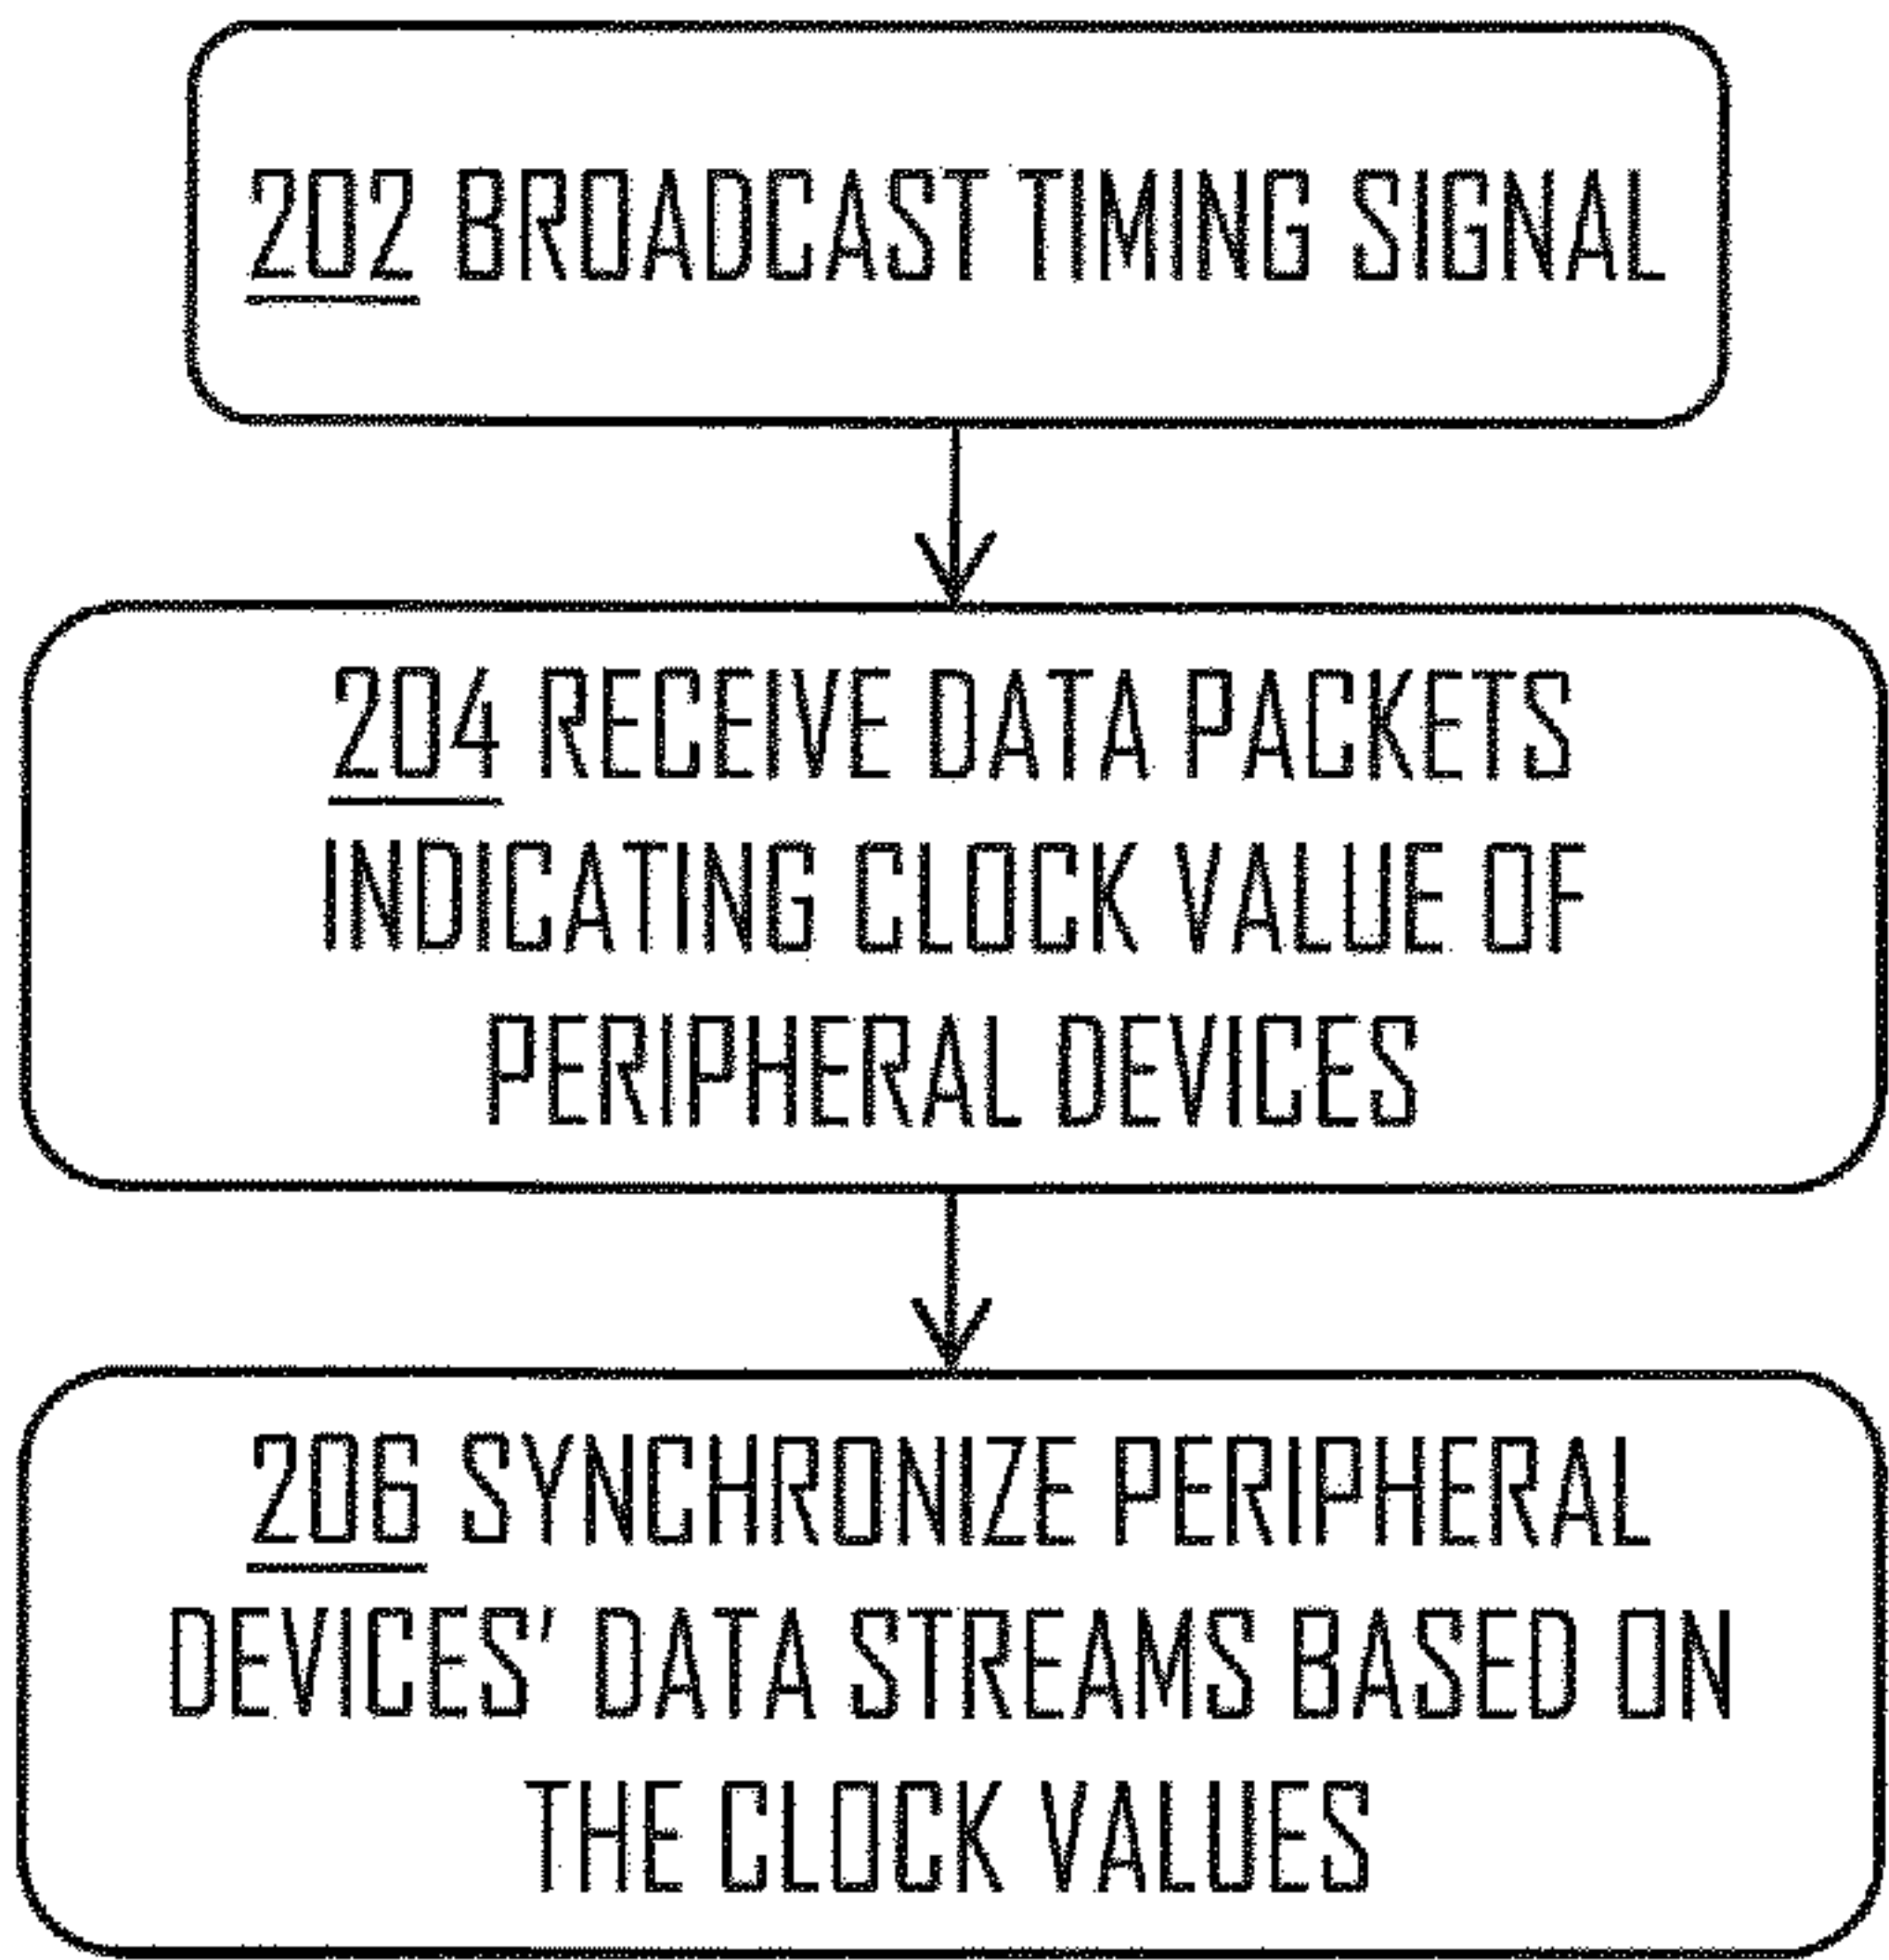 202 BROADCAST TIMING SIGNAL
204 RECEIVE DATA PACKETS
INDICATING CLOCK VALUE OF
PERIPHERAL DEVICES
206 SYNCHRONIZE PERIPHERAL
DEVICES' DATA STREAMS BASED ON
THE CLOCK VALUES